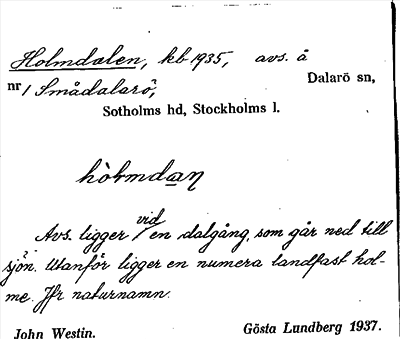 Holmdalen, kb 1935, avs. å
nr 1 Smådalarö, Dalarö sn,
Sotholms hd, Stockholms l.
hòlmdan
Avs. ligger vid en dalgång, som går ned till
sjön. Utanför ligger en numera landfast hol-
me. Jfr naturnamn.
John Westin. Gösta Lundberg 1937.